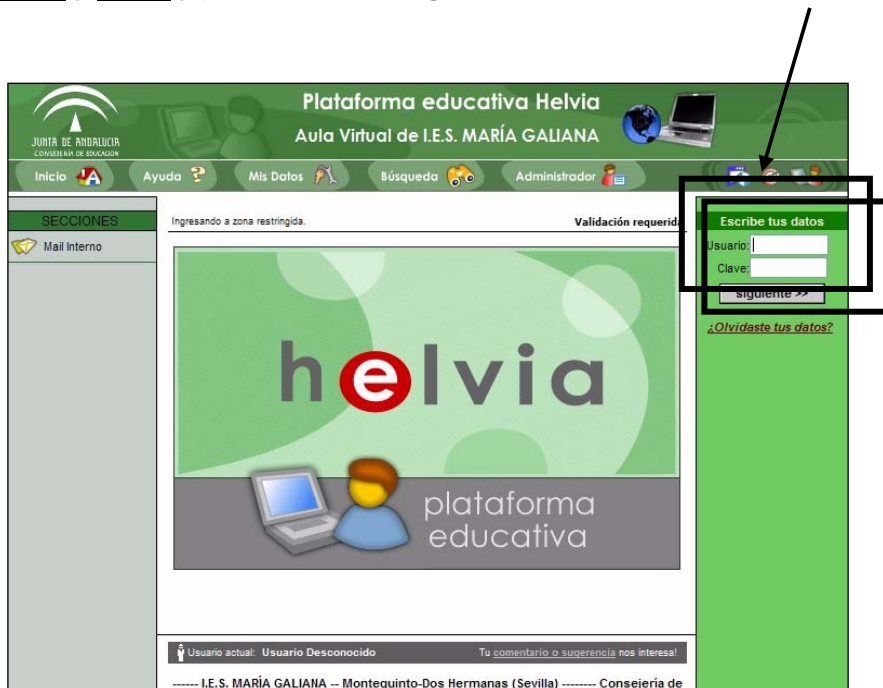 Plataforma educativa Helvia
Aula Virtual de I.E.S. MARÍA GALIANA
JUNTA DE ANDALUCIA
CONSEJERÍA DE EDUCACION
Inicio Ayuda Mis Datos Búsqueda Administrador
SECCIONES
Mail Interno
Ingresando a zona restringida. Validación requerida
Escribe tus datos
Usuario:
Clave:
siguiente >>
¿Olvidaste tus datos?
helvia
plataforma
educativa
Usuario actual: Usuario Desconocido Tu comentario o sugerencia nos interesa!
------ I.E.S. MARÍA GALIANA -- Montequinto-Dos Hermanas (Sevilla) -------- Consejería de